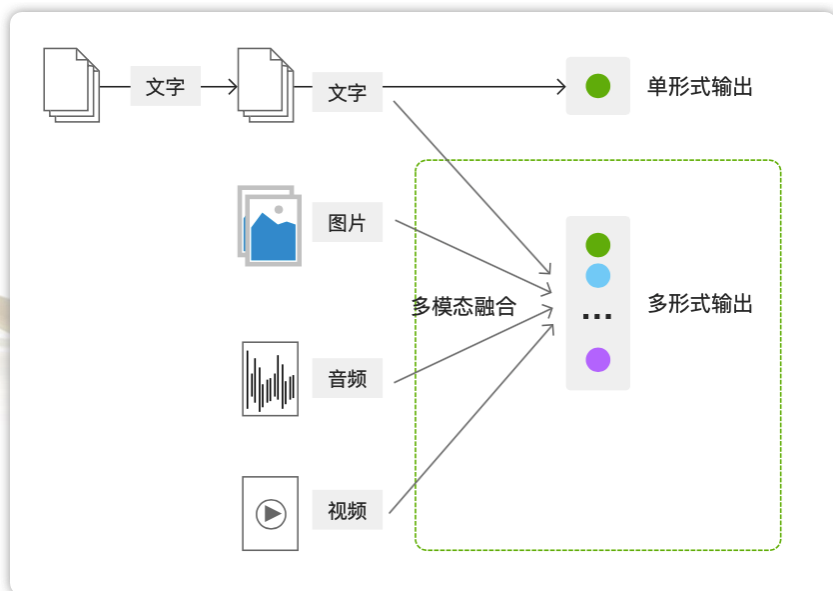 文字
文字
单形式输出
图片
多模态融合
多形式输出
音频
视频